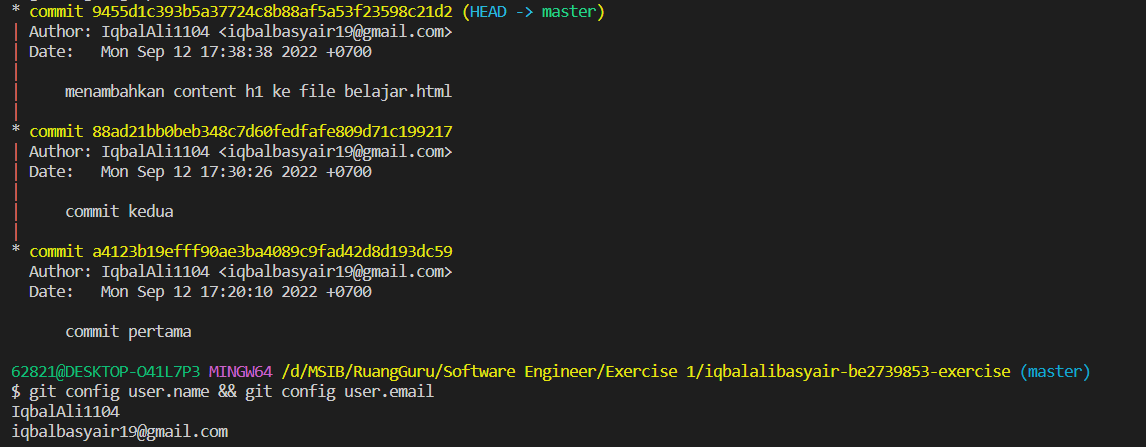 * commit 9455d1c393b5a37724c8b88af5a53f23598c21d2 (HEAD -> master)
| Author: IqbalAli1104 <iqbalbasyair19@gmail.com>
| Date:   Mon Sep 12 17:38:38 2022 +0700
|
|     menambahkan content h1 ke file belajar.html
|
* commit 88ad21bb0beb348c7d60fedfafe809d71c199217
| Author: IqbalAli1104 <iqbalbasyair19@gmail.com>
| Date:   Mon Sep 12 17:30:26 2022 +0700
|
|     commit kedua
|
* commit a4123b19efff90ae3ba4089c9fad42d8d193dc59
  Author: IqbalAli1104 <iqbalbasyair19@gmail.com>
  Date:   Mon Sep 12 17:20:10 2022 +0700

      commit pertama

62821@DESKTOP-O41L7P3 MINGW64 /d/MSIB/RuangGuru/Software Engineer/Exercise 1/iqbalalibasyair-be2739853-exercise (master)
$ git config user.name && git config user.email
IqbalAli1104
iqbalbasyair19@gmail.com